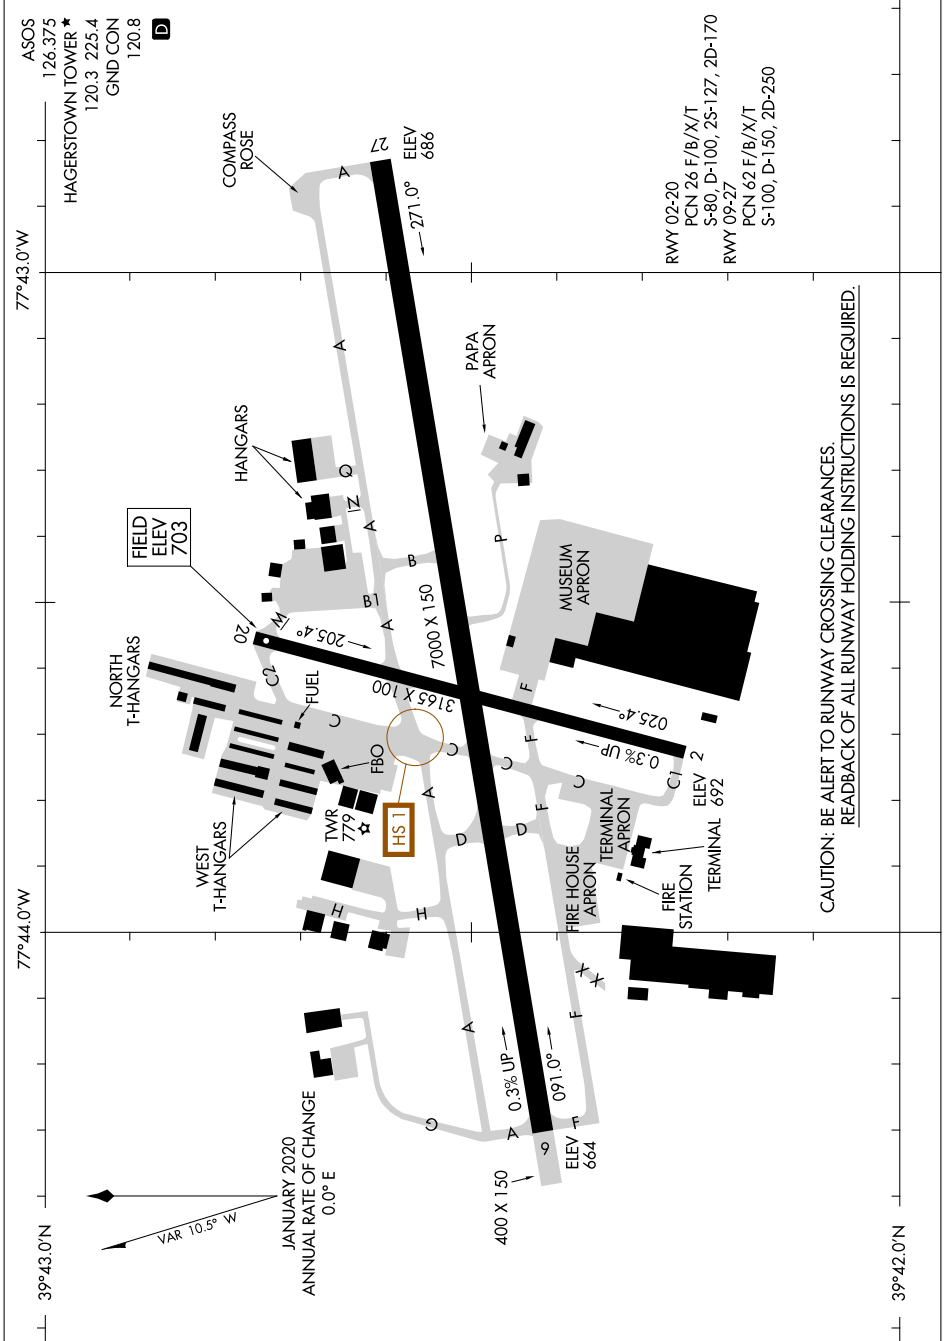 ASOS
126.375
HAGERSTOWN TOWER ★
120.3 225.4
GND CON
120.8
D
77°44.0'W
77°43.0'W
39°43.0'N
39°42.0'N
VAR 10.5° W
JANUARY 2020
ANNUAL RATE OF CHANGE
0.0° E
NORTH
T-HANGARS
WEST
T-HANGARS
FIELD
ELEV
703
HANGARS
COMPASS
ROSE
FUEL
FBO
TWR
779
HS 1
20
205.4°
3165 X 100
7000 X 150
M
C2
C
B1
B
A
A
N
Q
A
A
27
ELEV
686
271.0°
PAPA
APRON
P
MUSEUM
APRON
F
F
F
C
C
C
A
D
D
H
H
A
G
A
F
F
X
X
9
ELEV
664
400 X 150
0.3% UP
091.0°
FIRE HOUSE
APRON
TERMINAL
APRON
FIRE
STATION
TERMINAL
C1
2
ELEV
692
0.3% UP
025.4°
RWY 02-20
PCN 26 F/B/X/T
S-80, D-100, 2S-127, 2D-170
RWY 09-27
PCN 62 F/B/X/T
S-100, D-150, 2D-250
CAUTION: BE ALERT TO RUNWAY CROSSING CLEARANCES.
READBACK OF ALL RUNWAY HOLDING INSTRUCTIONS IS REQUIRED.